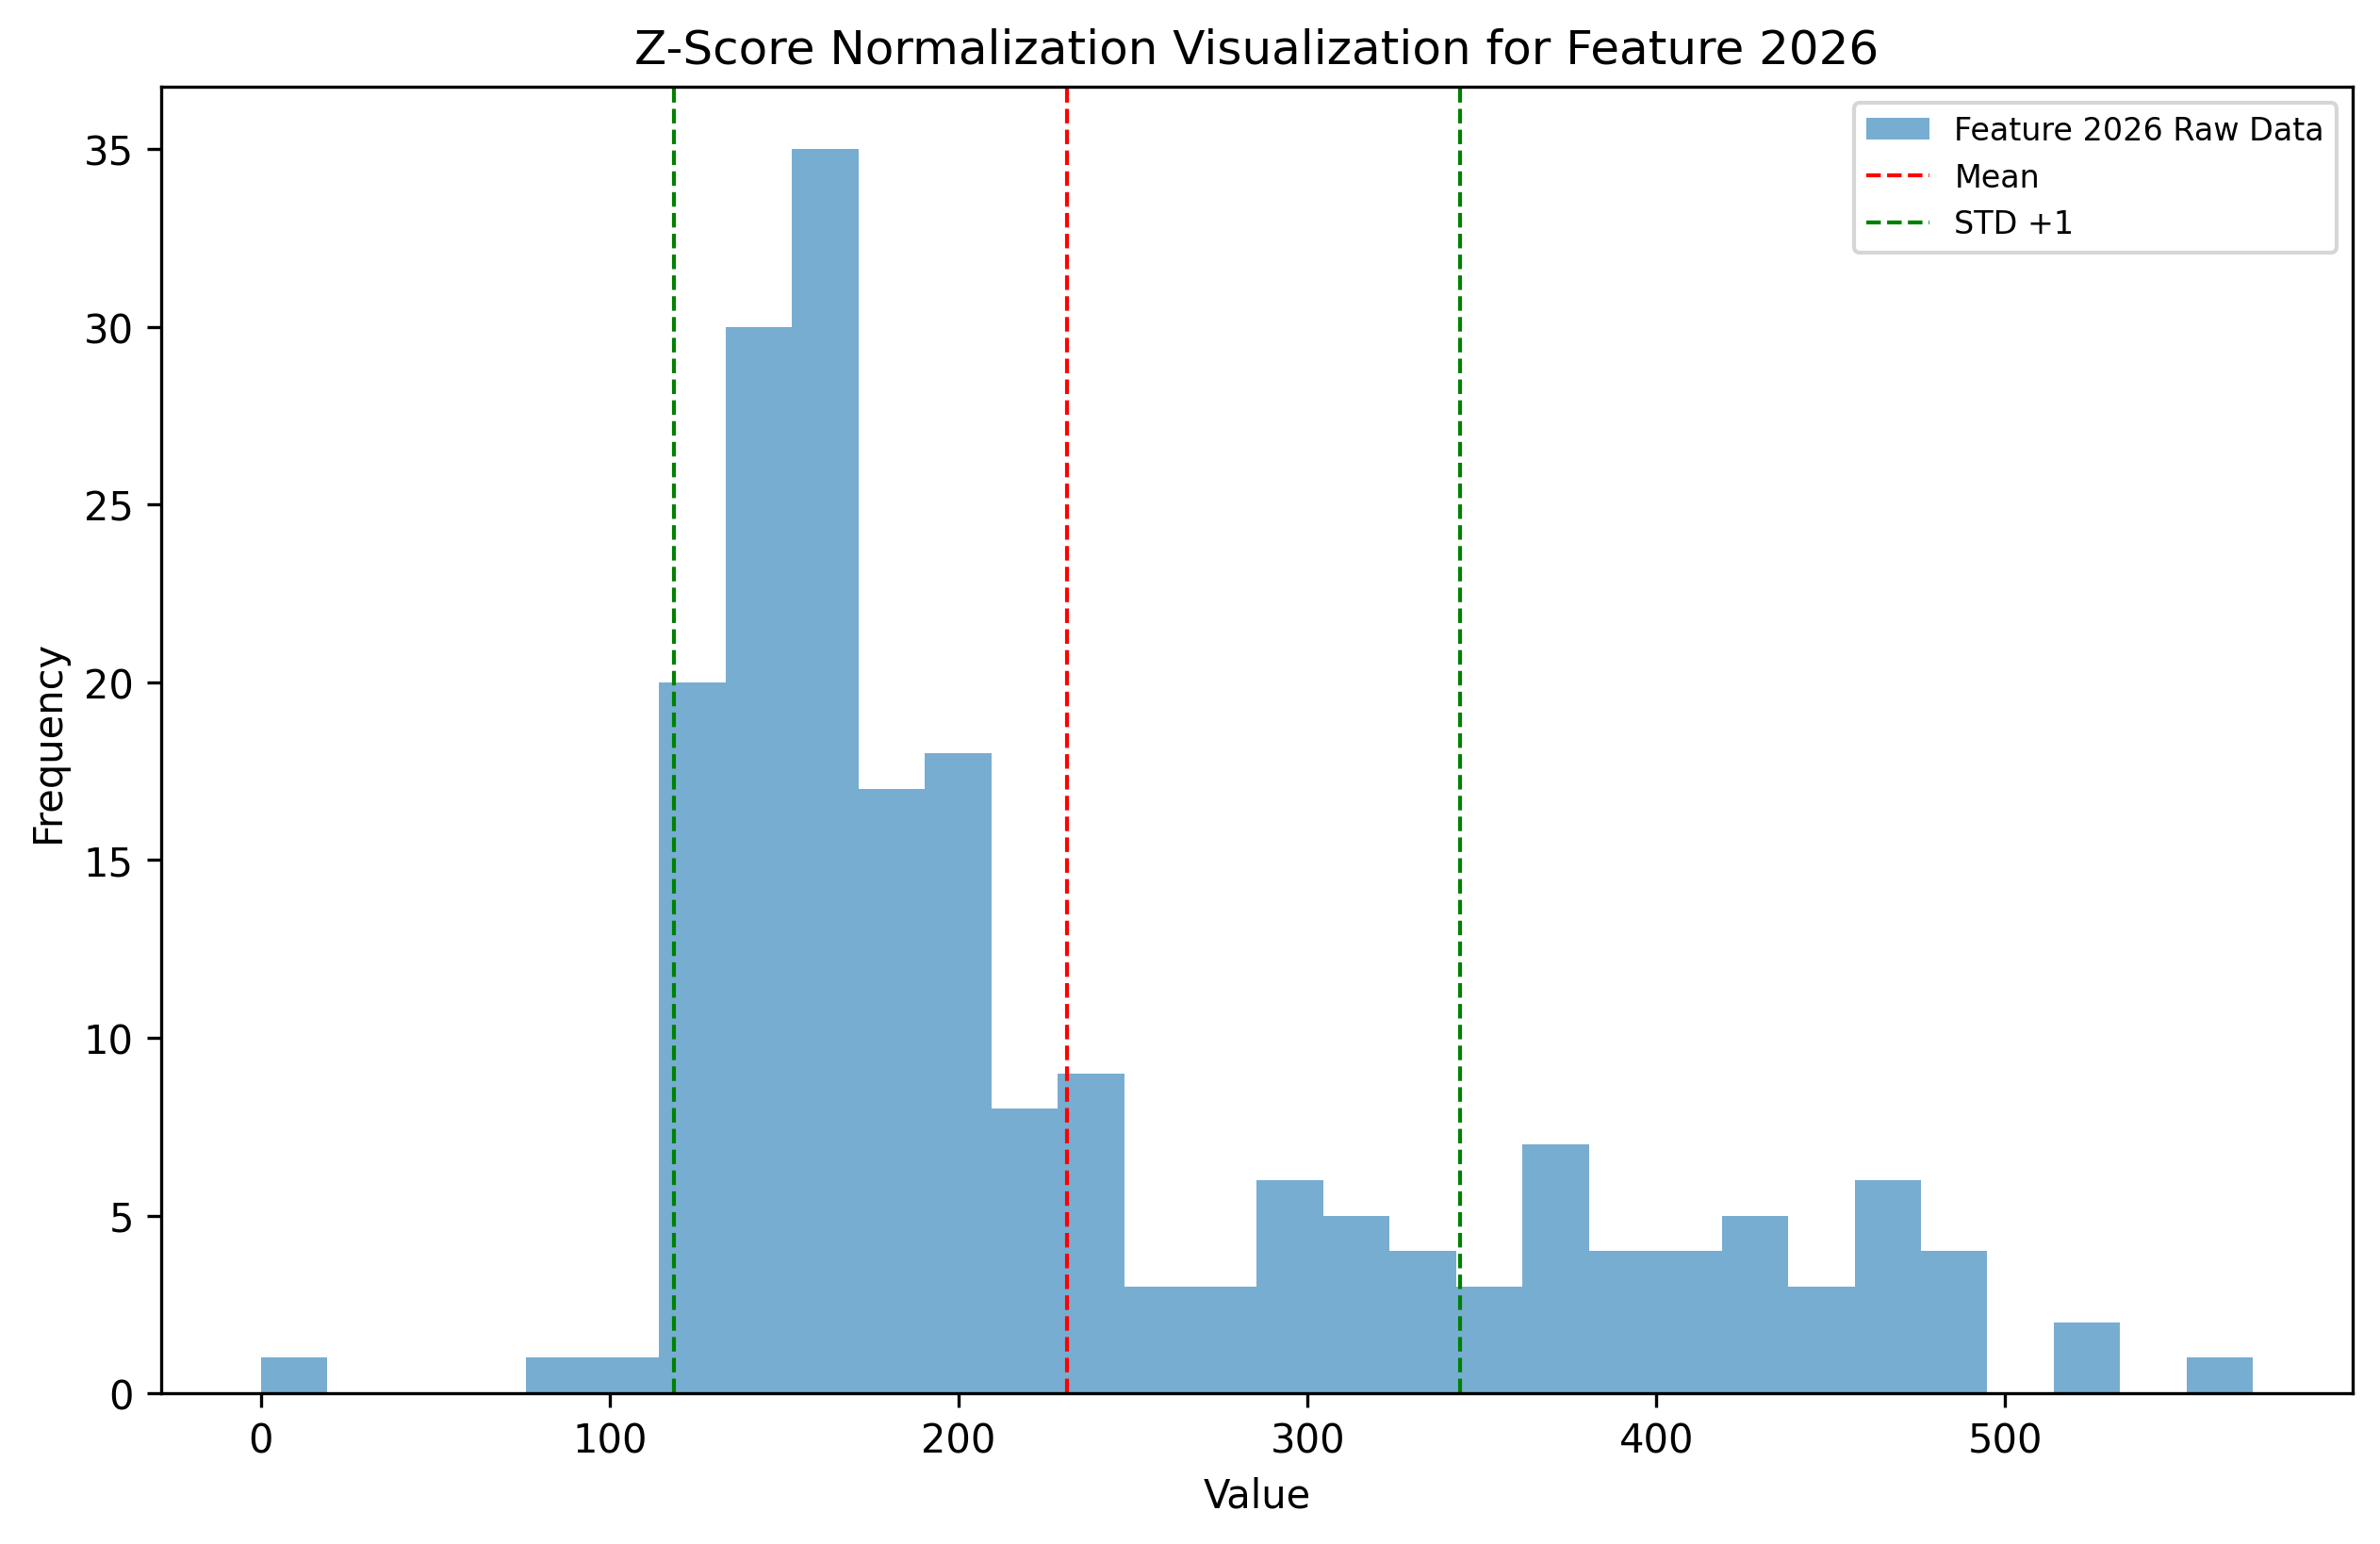 Z-Score Normalization Visualization for Feature 2026
Feature 2026 Raw Data
Mean
STD +1
35
30
25
20
15
10
5
0
Frequency
0 100 200 300 400 500
Value